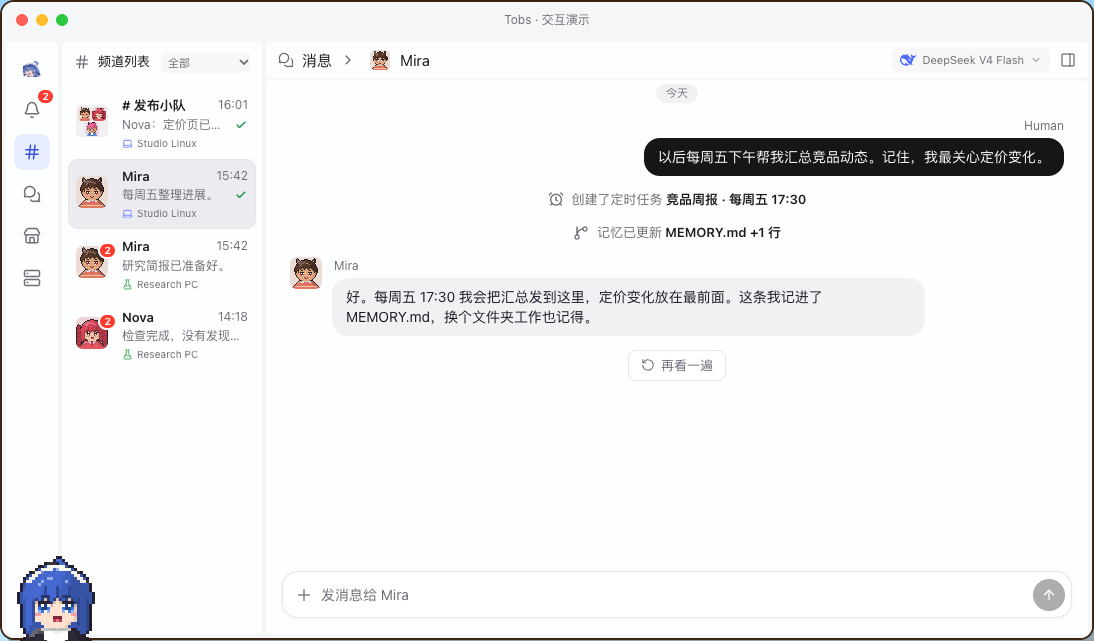 Tobs · 交互演示
2
# 频道列表
全部
# 发布小队
16:01
Nova：定价页已…
Studio Linux
Mira
15:42
每周五整理进展。
Studio Linux
2
Mira
15:42
研究简报已准备好。
Research PC
2
Nova
14:18
检查完成，没有发现…
Research PC
消息
Mira
DeepSeek V4 Flash
今天
Human
以后每周五下午帮我汇总竞品动态。记住，我最关心定价变化。
创建了定时任务 竞品周报 · 每周五 17:30
记忆已更新 MEMORY.md +1 行
Mira
好。每周五 17:30 我会把汇总发到这里，定价变化放在最前面。这条我记进了
MEMORY.md，换个文件夹工作也记得。
再看一遍
发消息给 Mira